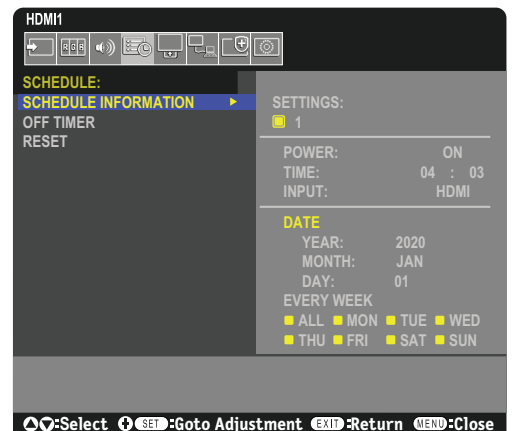 HDMI1
RGB
SCHEDULE:
SCHEDULE INFORMATION
OFF TIMER
RESET
SETTINGS:
1
POWER: ON
TIME: 04 : 03
INPUT: HDMI
DATE
YEAR: 2020
MONTH: JAN
DAY: 01
EVERY WEEK
ALL MON TUE WED
THU FRI SAT SUN
:Select SET :Goto Adjustment EXIT :Return MENU :Close